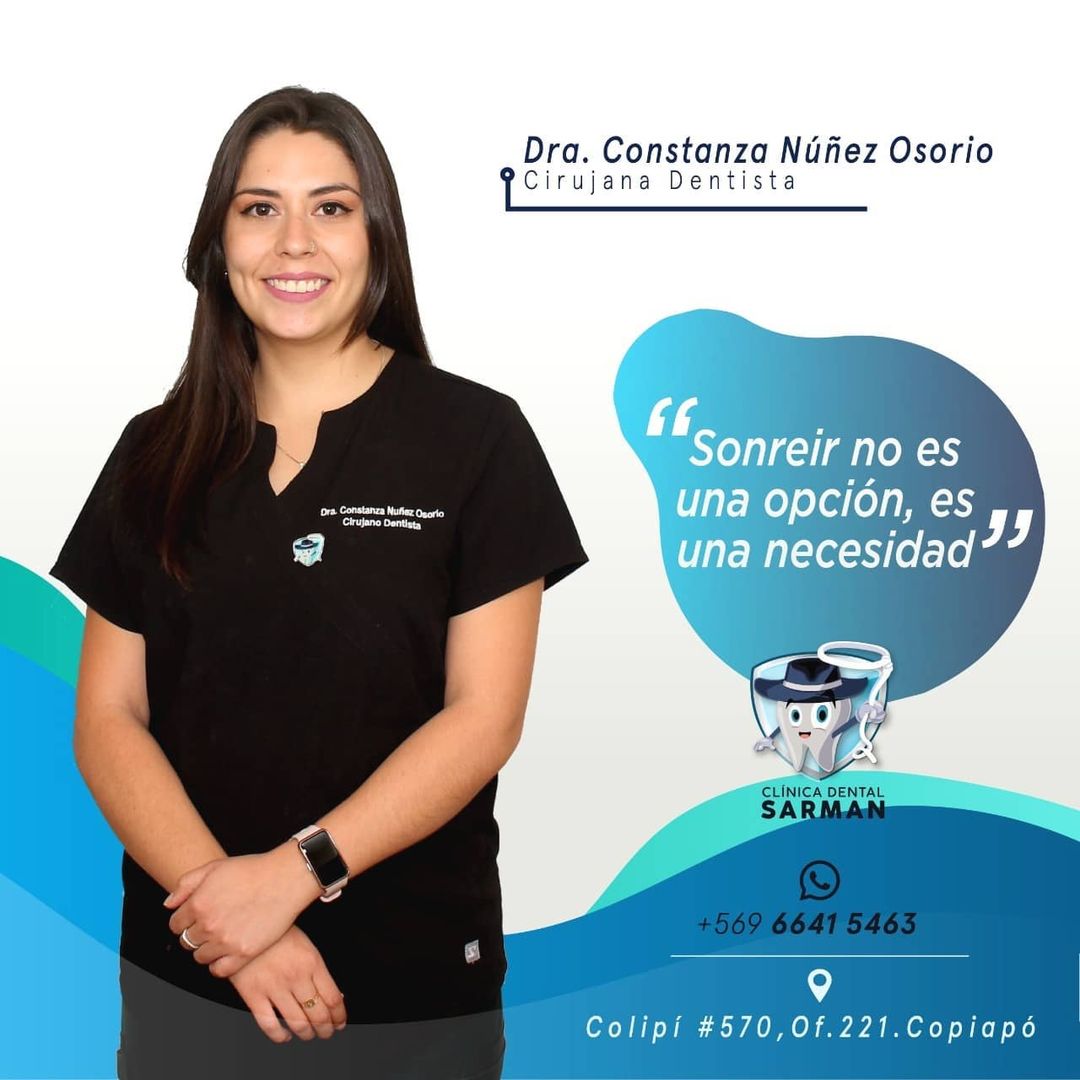 Dra. Constanza Núñez Osorio
Cirujana Dentista
“Sonreir no es
una opción, es
una necesidad”
Dra. Constanza Nuñez Osorio
Cirujano Dentista
CLÍNICA DENTAL
SARMAN
+569 6641 5463
Colipí #570,Of.221.Copiapó